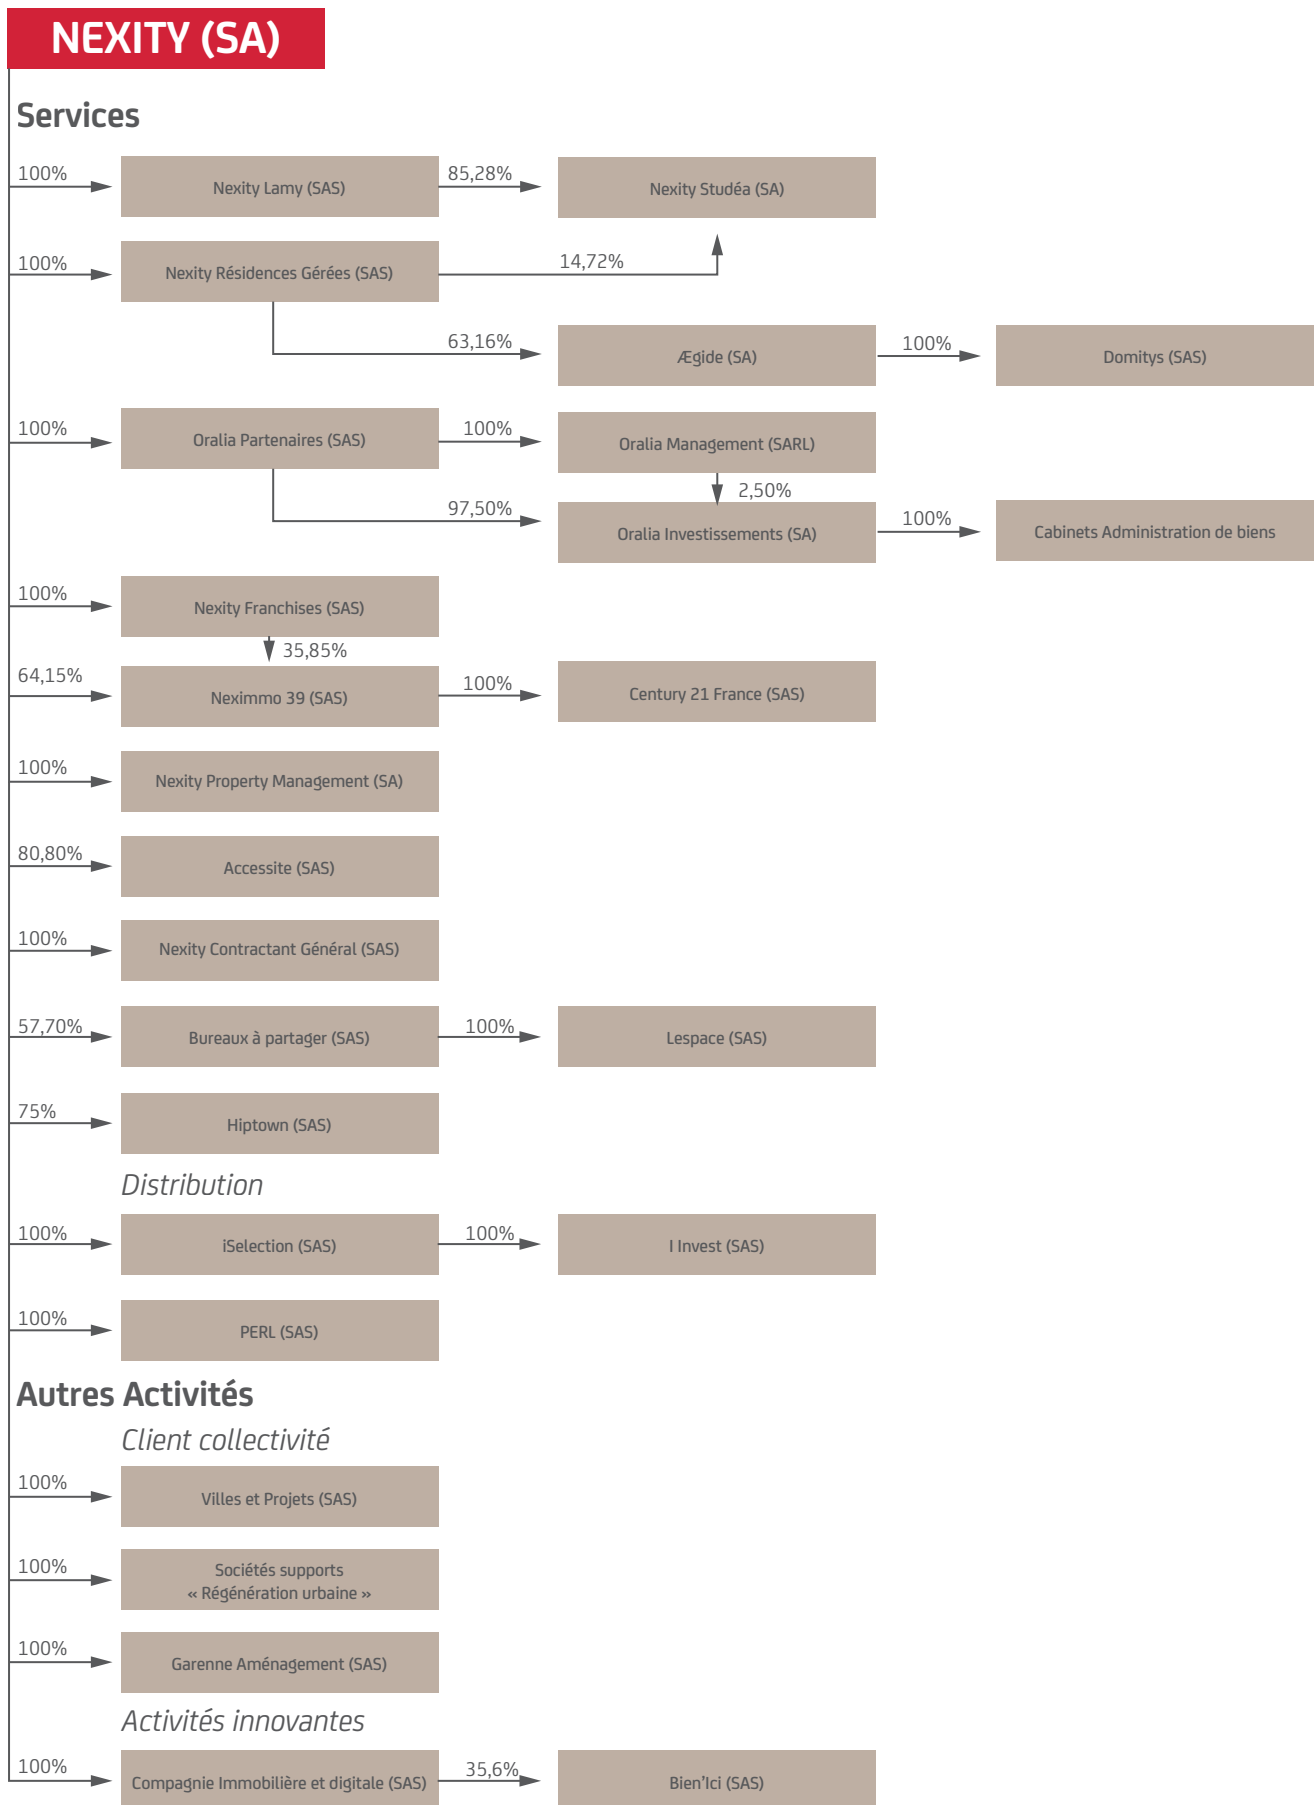 NEXITY (SA)
Services
100%
Nexity Lamy (SAS)
85,28%
Nexity Studéa (SA)
100%
Nexity Résidences Gérées (SAS)
14,72%
63,16%
Ægide (SA)
100%
Domitys (SAS)
100%
Oralia Partenaires (SAS)
100%
Oralia Management (SARL)
2,50%
97,50%
Oralia Investissements (SA)
100%
Cabinets Administration de biens
100%
Nexity Franchises (SAS)
35,85%
64,15%
Neximmo 39 (SAS)
100%
Century 21 France (SAS)
100%
Nexity Property Management (SA)
80,80%
Accessite (SAS)
100%
Nexity Contractant Général (SAS)
57,70%
Bureaux à partager (SAS)
100%
Lespace (SAS)
75%
Hiptown (SAS)
Distribution
100%
iSelection (SAS)
100%
I Invest (SAS)
100%
PERL (SAS)
Autres Activités
Client collectivité
100%
Villes et Projets (SAS)
100%
Sociétés supports
« Régénération urbaine »
100%
Garenne Aménagement (SAS)
Activités innovantes
100%
Compagnie Immobilière et digitale (SAS)
35,6%
Bien'Ici (SAS)